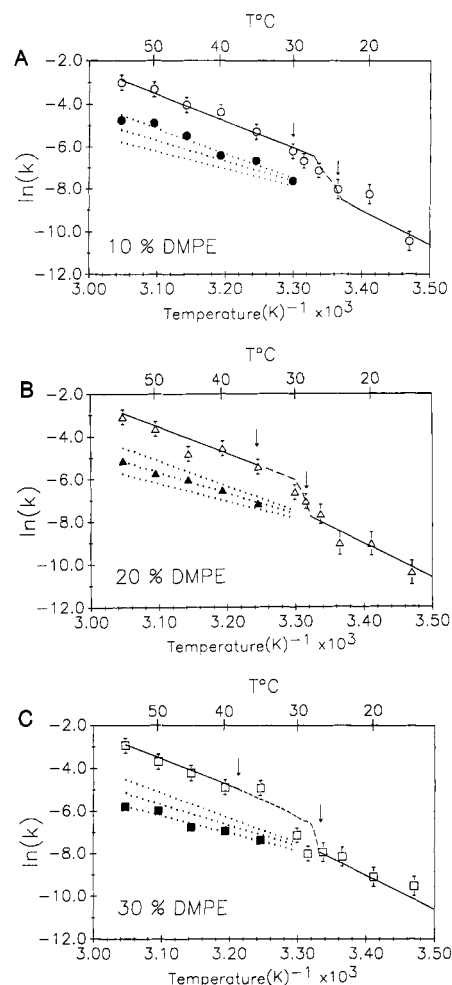 T°C
A
50 40 30 20
-2.0
-4.0
-6.0
-8.0
-10.0
-12.0
ln(k)
10 % DMPE
3.00 3.10 3.20 3.30 3.40 3.50
Temperature(K)⁻¹ x10³
T°C
B
50 40 30 20
-2.0
-4.0
-6.0
-8.0
-10.0
-12.0
ln(k)
20 % DMPE
3.00 3.10 3.20 3.30 3.40 3.50
Temperature(K)⁻¹ x10³
T°C
C
50 40 30 20
-2.0
-4.0
-6.0
-8.0
-10.0
-12.0
ln(k)
30 % DMPE
3.00 3.10 3.20 3.30 3.40 3.50
Temperature(K)⁻¹ x10³